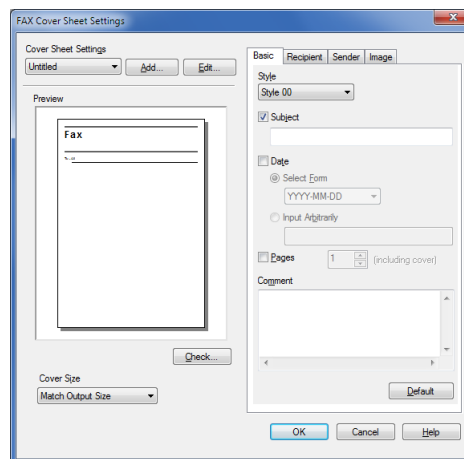 FAX Cover Sheet Settings
Cover Sheet Settings
Untitled
Add...
Edit...
Preview
Fax
Check...
Cover Size
Match Output Size
Basic
Recipient
Sender
Image
Style
Style 00
Subject
Date
Select Form
YYYY-MM-DD
Input Arbitrarily
Pages
1
(including cover)
Comment
Default
OK
Cancel
Help